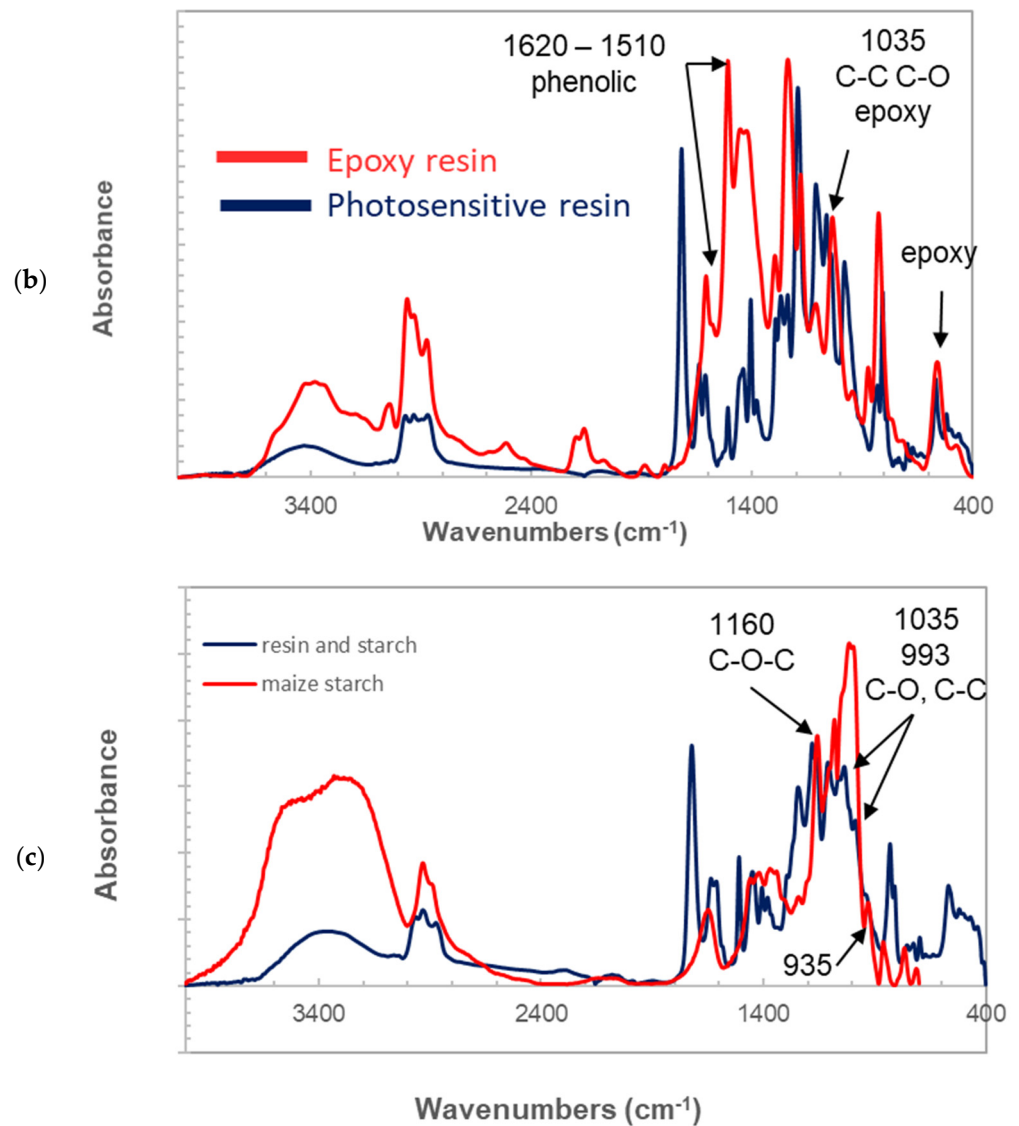 (b)
1620 – 1510
phenolic
1035
C-C C-O
epoxy
Epoxy resin
Photosensitive resin
epoxy
Absorbance
3400
2400
1400
400
Wavenumbers (cm-1)
(c)
resin and starch
maize starch
1160
C-O-C
1035
993
C-O, C-C
935
Absorbance
3400
2400
1400
400
Wavenumbers (cm-1)